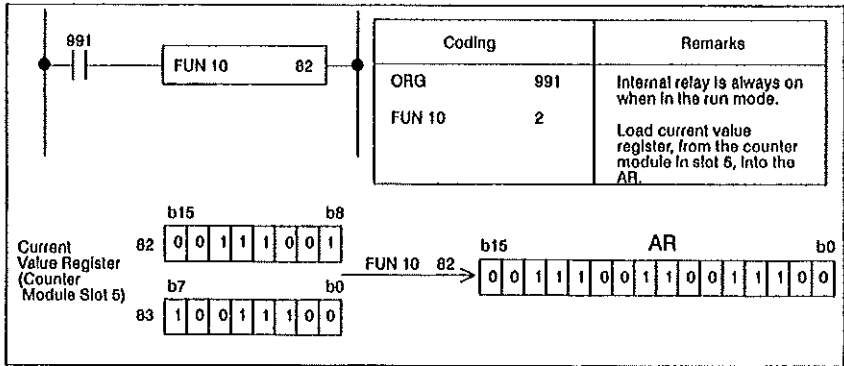 991
FUN 10 82
Coding Remarks
ORG 991 Internal relay is always on
when in the run mode.
FUN 10 2 Load current value
register, from the counter
module in slot 5, into the
AR.
b15 b8
Current
Value Register
(Counter
Module Slot 5)
82 0 0 1 1 1 0 0 1
b7 b0
83 1 0 0 1 1 1 0 0
FUN 10 82
b15 AR b0
0 0 1 1 1 0 0 1 1 0 0 1 1 1 0 0